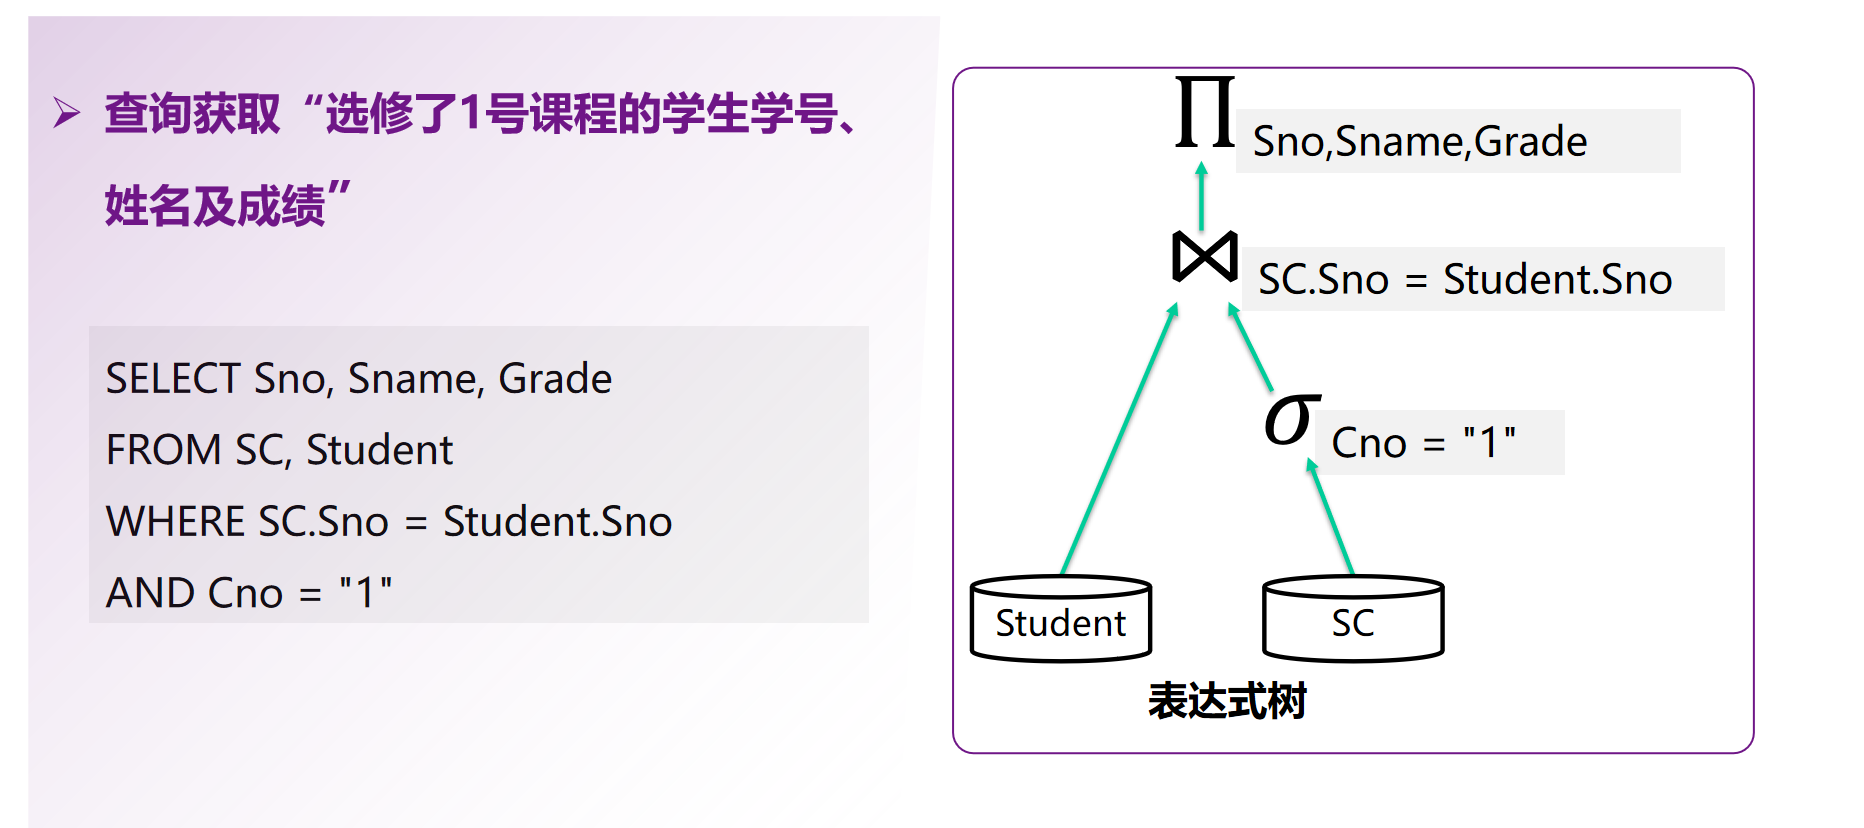 ➢ 查询获取“选修了1号课程的学生学号、
姓名及成绩”
SELECT Sno, Sname, Grade
FROM SC, Student
WHERE SC.Sno = Student.Sno
AND Cno = "1"
∏ Sno,Sname,Grade
⋈ SC.Sno = Student.Sno
σ Cno = "1"
Student
SC
表达式树